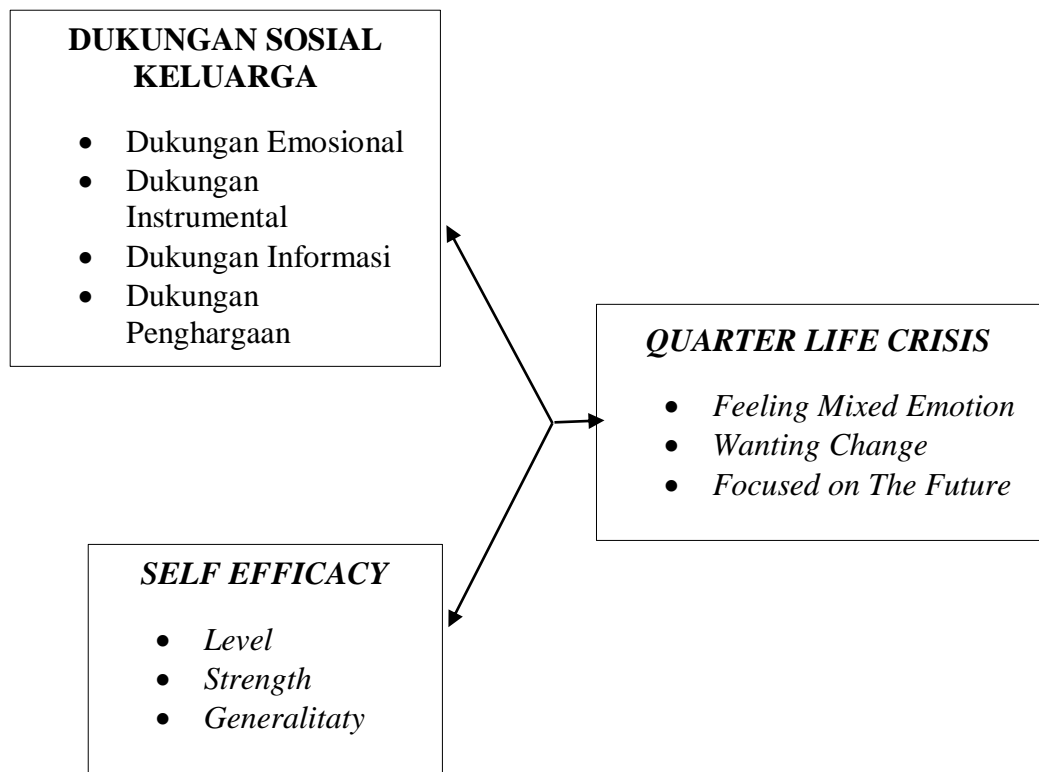 DUKUNGAN SOSIAL
KELUARGA
• Dukungan Emosional
• Dukungan
Instrumental
• Dukungan Informasi
• Dukungan
Penghargaan
QUARTER LIFE CRISIS
• Feeling Mixed Emotion
• Wanting Change
• Focused on The Future
SELF EFFICACY
• Level
• Strength
• Generalitaty